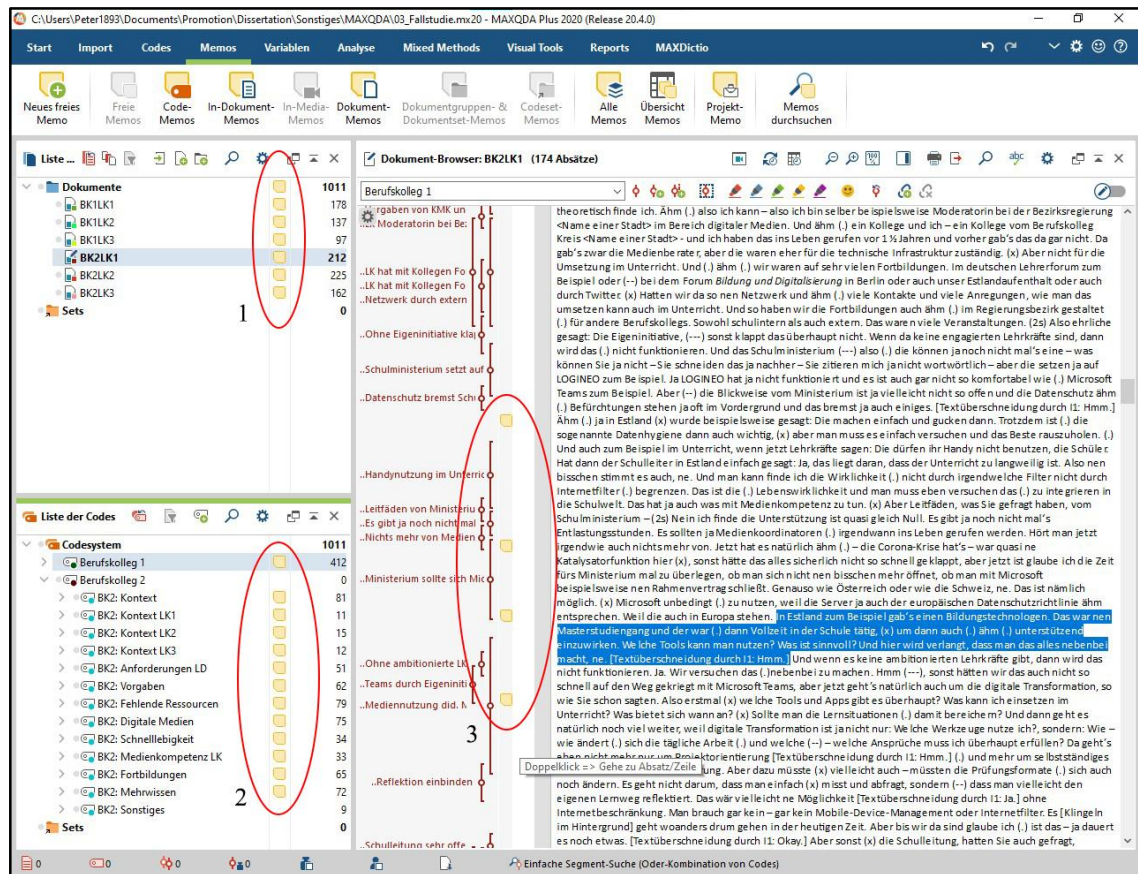 C:\Users\Peter1893\Documents\Promotion\Dissertation\Sonstiges\MAXQDA\03_Fallstudie.mx20 - MAXQDA Plus 2020 (Release 20.4.0)
Start Import Codes Memos Variablen Analyse Mixed Methods Visual Tools Reports MAXDictio
Neues freies Memo
Freie Memos
Code-Memos
In-Dokument-Memos
In-Media-Memos
Dokument-Memos
Dokumentgruppen- & Dokumentset-Memos
Codeset-Memos
Alle Memos
Übersicht Memos
Projekt-Memo
Memos durchsuchen
Liste ...
Dokumente 1011
BK1LK1 178
BK1LK2 137
BK1LK3 97
BK2LK1 212
BK2LK2 225
BK2LK3 162
Sets 0
1
Liste der Codes
Codesystem 1011
Berufskolleg 1 412
Berufskolleg 2 0
BK2: Kontext 81
BK2: Kontext LK1 11
BK2: Kontext LK2 15
BK2: Kontext LK3 12
BK2: Anforderungen LD 51
BK2: Vorgaben 62
BK2: Fehlende Ressourcen 79
BK2: Digitale Medien 75
BK2: Schnelllebigkeit 34
BK2: Medienkompetenz LK 33
BK2: Fortbildungen 65
BK2: Mehrwissen 72
BK2: Sonstiges 9
Sets 0
2
Dokument-Browser: BK2LK1 (174 Absätze)
Berufskolleg 1
rgaben von KMK un
..LK Moderatorin bei Be:
..LK hat mit Kollegen Fo
..LK hat mit Kollegen Fo
..Netzwerk durch extern
..Ohne Eigeninitiative kla
..Schulministerium setzt auf
..Datenschutz bremst Sch
..Handynutzung im Unterric
..Leitfäden von Ministeriu
..Es gibt ja noch nicht mal
..Nichts mehr von Medien
..Ministerium sollte sich Mic
..Ohne ambitionierte LK
..Teams durch Eigeniniti
..Mediennutzung did. N
3
..Reflektion einbinden
..Schulleitung sehr offe
theoretisch finde ich. Ähm (.) also ich kann – also ich bin selber beispielsweise Moderatorin bei der Bezirksregierung
<Name einer Stadt> im Bereich digitaler Medien. Und ähm (.) ein Kollege und ich – ein Kollege vom Berufskolleg
Kreis <Name einer Stadt> - und ich haben das ins Leben gerufen vor 1 ½ Jahren und vorher gab's das da gar nicht. Da
gab's zwar die Medienberater, aber die waren eher für die technische Infrastruktur zuständig. (x) Aber nicht für die
Umsetzung im Unterricht. Und (.) ähm (.) wir waren auf sehr vielen Fortbildungen. Im deutschen Lehrerforum zum
Beispiel oder (--) bei dem Forum Bildung und Digitalisierung in Berlin oder auch unser Estlandaufenthalt oder auch
durch Twitter (x) Hatten wir da so nen Netzwerk und ähm (.) viele Kontakte und viele Anregungen, wie man das
umsetzen kann auch im Unterricht. Und so haben wir die Fortbildungen auch ähm (.) im Regierungsbezirk gestaltet
(.) für andere Berufskollegs. Sowohl schulintern als auch extern. Das waren viele Veranstaltungen. (2s) Also ehrliche
gesagt: Die Eigeninitiative, (---) sonst klappt das überhaupt nicht. Wenn da keine engagierten Lehrkräfte sind, dann
wird das (.) nicht funktionieren. Und das Schulministerium (---) also (.) die können ja noch nicht mal's eine – was
können Sie ja nicht – Sie schneiden das ja nachher – Sie zitieren mich ja nicht wortwörtlich – aber die setzen ja auf
LOGINEO zum Beispiel. Ja LOGINEO hat ja nicht funktioniert und es ist auch gar nicht so komfortabel wie (.) Microsoft
Teams zum Beispiel. Aber (--) die Blickweise vom Ministerium ist ja vielleicht nicht so offen und die Datenschutz ähm
(.) Befürchtungen stehen ja oft im Vordergrund und das bremst ja auch einiges. [Textüberschneidung durch I1: Hmm.]
Ähm (.) ja in Estland (x) wurde beispielsweise gesagt: Die machen einfach und gucken dann. Trotzdem ist (.) die
sogenannte Datenhygiene dann auch wichtig, (x) aber man muss es einfach versuchen und das Beste rauszuholen. (.)
Und auch zum Beispiel im Unterricht, wenn jetzt Lehrkräfte sagen: Die dürfen ihr Handy nicht benutzen, die Schüler.
Hat dann der Schulleiter in Estland einfach gesagt: Ja, das liegt daran, dass der Unterricht zu langweilig ist. Also nen
bisschen stimmt es auch, ne. Und man kann finde ich die Wirklichkeit (.) nicht durch irgendwelche Filter nicht durch
Internetfilter (.) begrenzen. Das ist die (.) Lebenswirklichkeit und man muss eben versuchen das (.) zu integrieren in
die Schulwelt. Das hat ja auch was mit Medienkompetenz zu tun. (x) Aber Leitfäden, was Sie gefragt haben, vom
Schulministerium – (2s) Nein ich finde die Unterstützung ist quasi gleich Null. Es gibt ja noch nicht mal's
Entlastungsstunden. Es sollten ja Medienkoordinatoren (.) irgendwann ins Leben gerufen werden. Hört man jetzt
irgendwie auch nichts mehr von. Jetzt hat es natürlich ähm (.) – die Corona-Krise hat's – war quasi ne
Katalysatorfunktion hier (x), sonst hätte das alles sicherlich nicht so schnell geklappt, aber jetzt ist glaube ich die Zeit
fürs Ministerium mal zu überlegen, ob man sich nicht nen bisschen mehr öffnet, ob man mit Microsoft
beispielsweise nen Rahmenvertrag schließt. Genauso wie Österreich oder wie die Schweiz, ne. Das ist nämlich
möglich. (x) Microsoft unbedingt (.) zu nutzen, weil die Server ja auch der europäischen Datenschutzrichtlinie ähm
entsprechen. Weil die auch in Europa stehen. In Estland zum Beispiel gab's einen Bildungstechnologen. Das war nen
Masterstudiengang und der war (.) dann Vollzeit in der Schule tätig, (x) um dann auch (.) ähm (.) unterstützend
einzuwirken. Welche Tools kann man nutzen? Was ist sinnvoll? Und hier wird verlangt, dass man das alles nebenbei
macht, ne. [Textüberschneidung durch I1: Hmm.] Und wenn es keine ambitionierten Lehrkräfte gibt, dann wird das
nicht funktionieren. Ja. Wir versuchen das (.)nebenbei zu machen. Hmm (---), sonst hätten wir das auch nicht so
schnell auf den Weg gekriegt mit Microsoft Teams, aber jetzt geht's natürlich auch um die digitale Transformation, so
wie Sie schon sagten. Also erstmal (x) welche Tools und Apps gibt es überhaupt? Was kann ich einsetzen im
Unterricht? Was bietet sich wann an? (x) Sollte man die Lernsituationen (.) damit bereichern? Und dann geht es
natürlich noch viel weiter, weil digitale Transformation ist ja nicht nur: Welche Werkzeuge nutze ich?, sondern: Wie –
wie ändert (.) sich die tägliche Arbeit (.) und welche (--) – welche Ansprüche muss ich überhaupt erfüllen? Da geht's
eben nicht mehr nur um Projektorientierung [Textüberschneidung durch I1: Hmm.] (.) und mehr um selbstständiges
Doppelklick => Gehe zu Absatz/Zeile
ung. Aber dazu müsste (x) vielleicht auch – müssten die Prüfungsformate (.) sich auch
noch ändern. Es geht nicht darum, dass man einfach (x) misst und abfragt, sondern (--) dass man vielleicht den
eigenen Lernweg reflektiert. Das wär vielleicht ne Möglichkeit [Textüberschneidung durch I1: Ja.] ohne
Internetbeschränkung. Man brauch gar kein – gar kein Mobile-Device-Management oder Internetfilter. Es [Klingeln
im Hintergrund] geht woanders drum gehen in der heutigen Zeit. Aber bis wir da sind glaube ich (.) ist das – ja dauert
es noch etwas. [Textüberschneidung durch I1: Okay.] Aber sonst (x) die Schulleitung, hatten Sie auch gefragt,
0 0 0 0 Einfache Segment-Suche (Oder-Kombination von Codes)